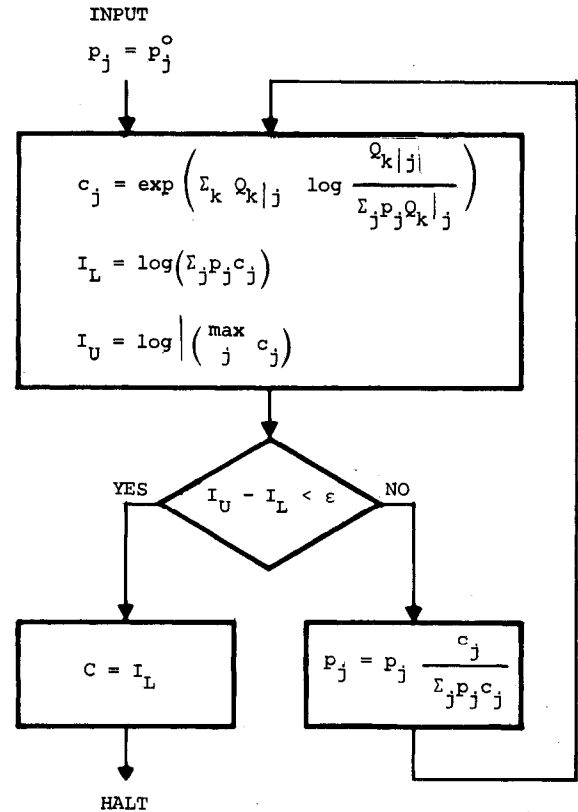 INPUT
p_j = p_j^o
c_j = exp ( Σ_k Q_k|j log Q_k|j| / Σ_j p_j Q_k|j )
I_L = log(Σ_j p_j c_j)
I_U = log|( max_j c_j)
YES
I_U - I_L < ε
NO
C = I_L
p_j = p_j c_j / Σ_j p_j c_j
HALT